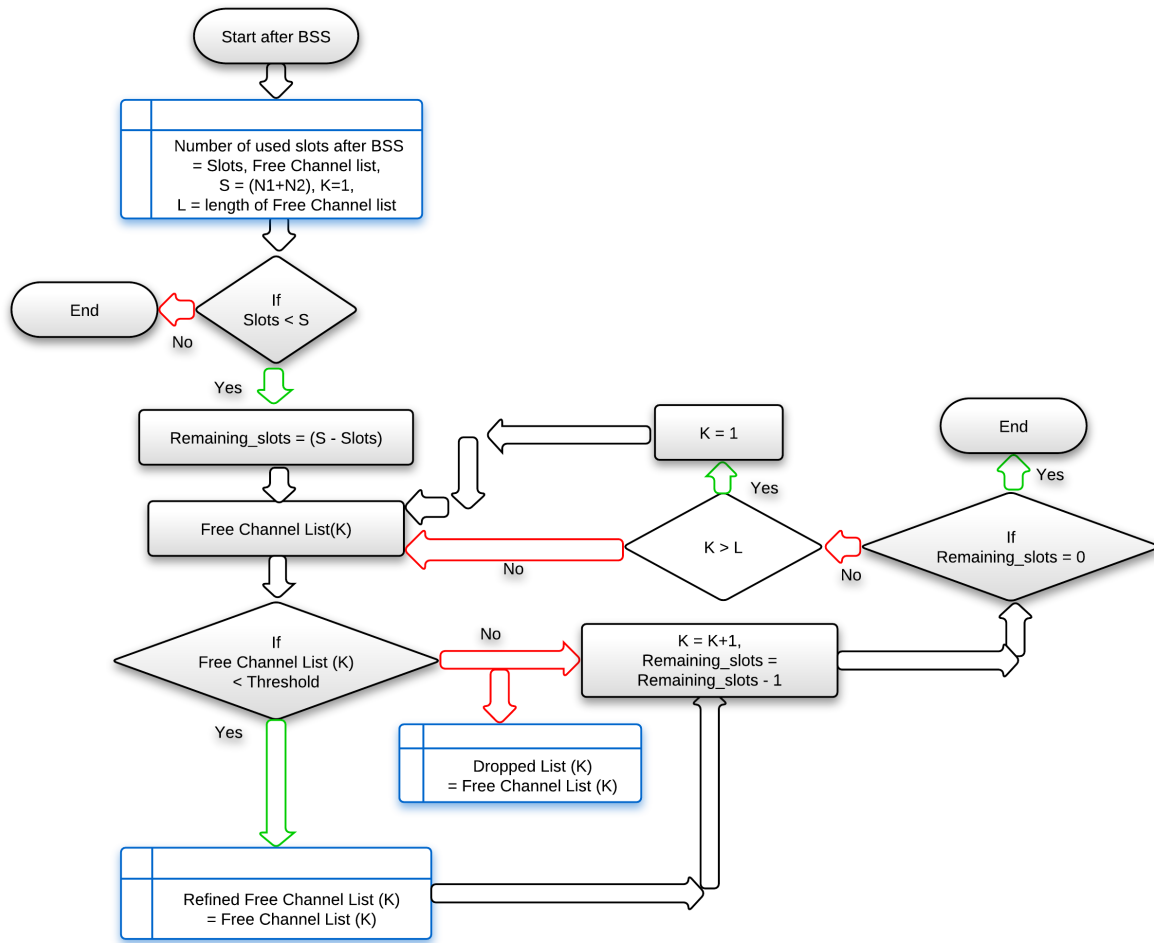 Start after BSS
Number of used slots after BSS
= Slots, Free Channel list,
S = (N1+N2), K=1,
L = length of Free Channel list
If
Slots < S
End
No
Yes
Remaining_slots = (S - Slots)
K = 1
End
Yes
Yes
Free Channel List(K)
K > L
If
Remaining_slots = 0
No
No
If
Free Channel List (K)
< Threshold
No
K = K+1,
Remaining_slots =
Remaining_slots - 1
Yes
Dropped List (K)
= Free Channel List (K)
Refined Free Channel List (K)
= Free Channel List (K)